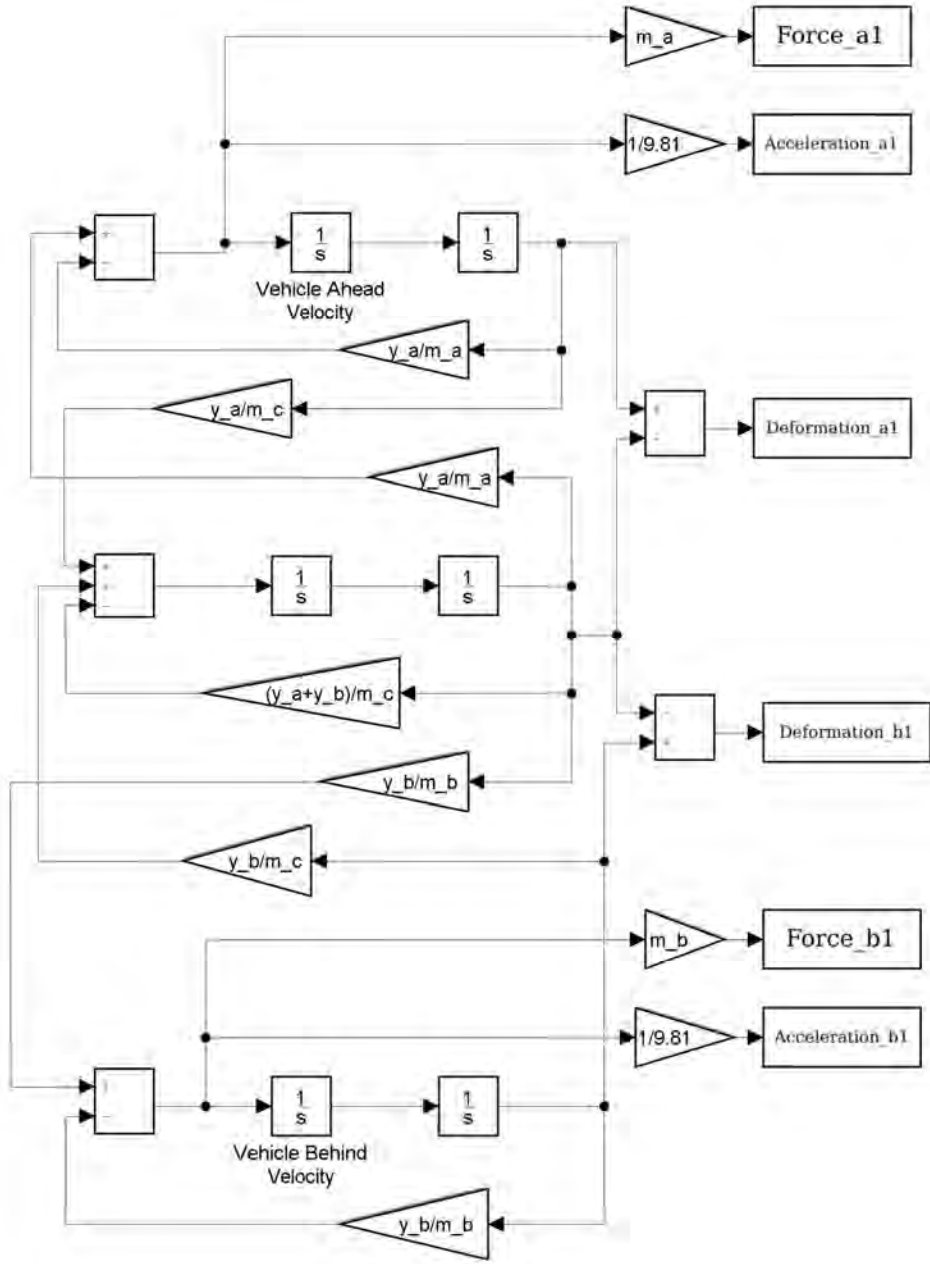 m_a
Force_a1
1/9.81
Acceleration_a1
+
−
1
s
1
s
Vehicle Ahead
Velocity
y_a/m_a
y_a/m_c
+
−
Deformation_a1
y_a/m_a
+
+
−
1
s
1
s
(y_a+y_b)/m_c
−
+
Deformation_b1
y_b/m_b
y_b/m_c
m_b
Force_b1
1/9.81
Acceleration_b1
+
−
1
s
1
s
Vehicle Behind
Velocity
y_b/m_b